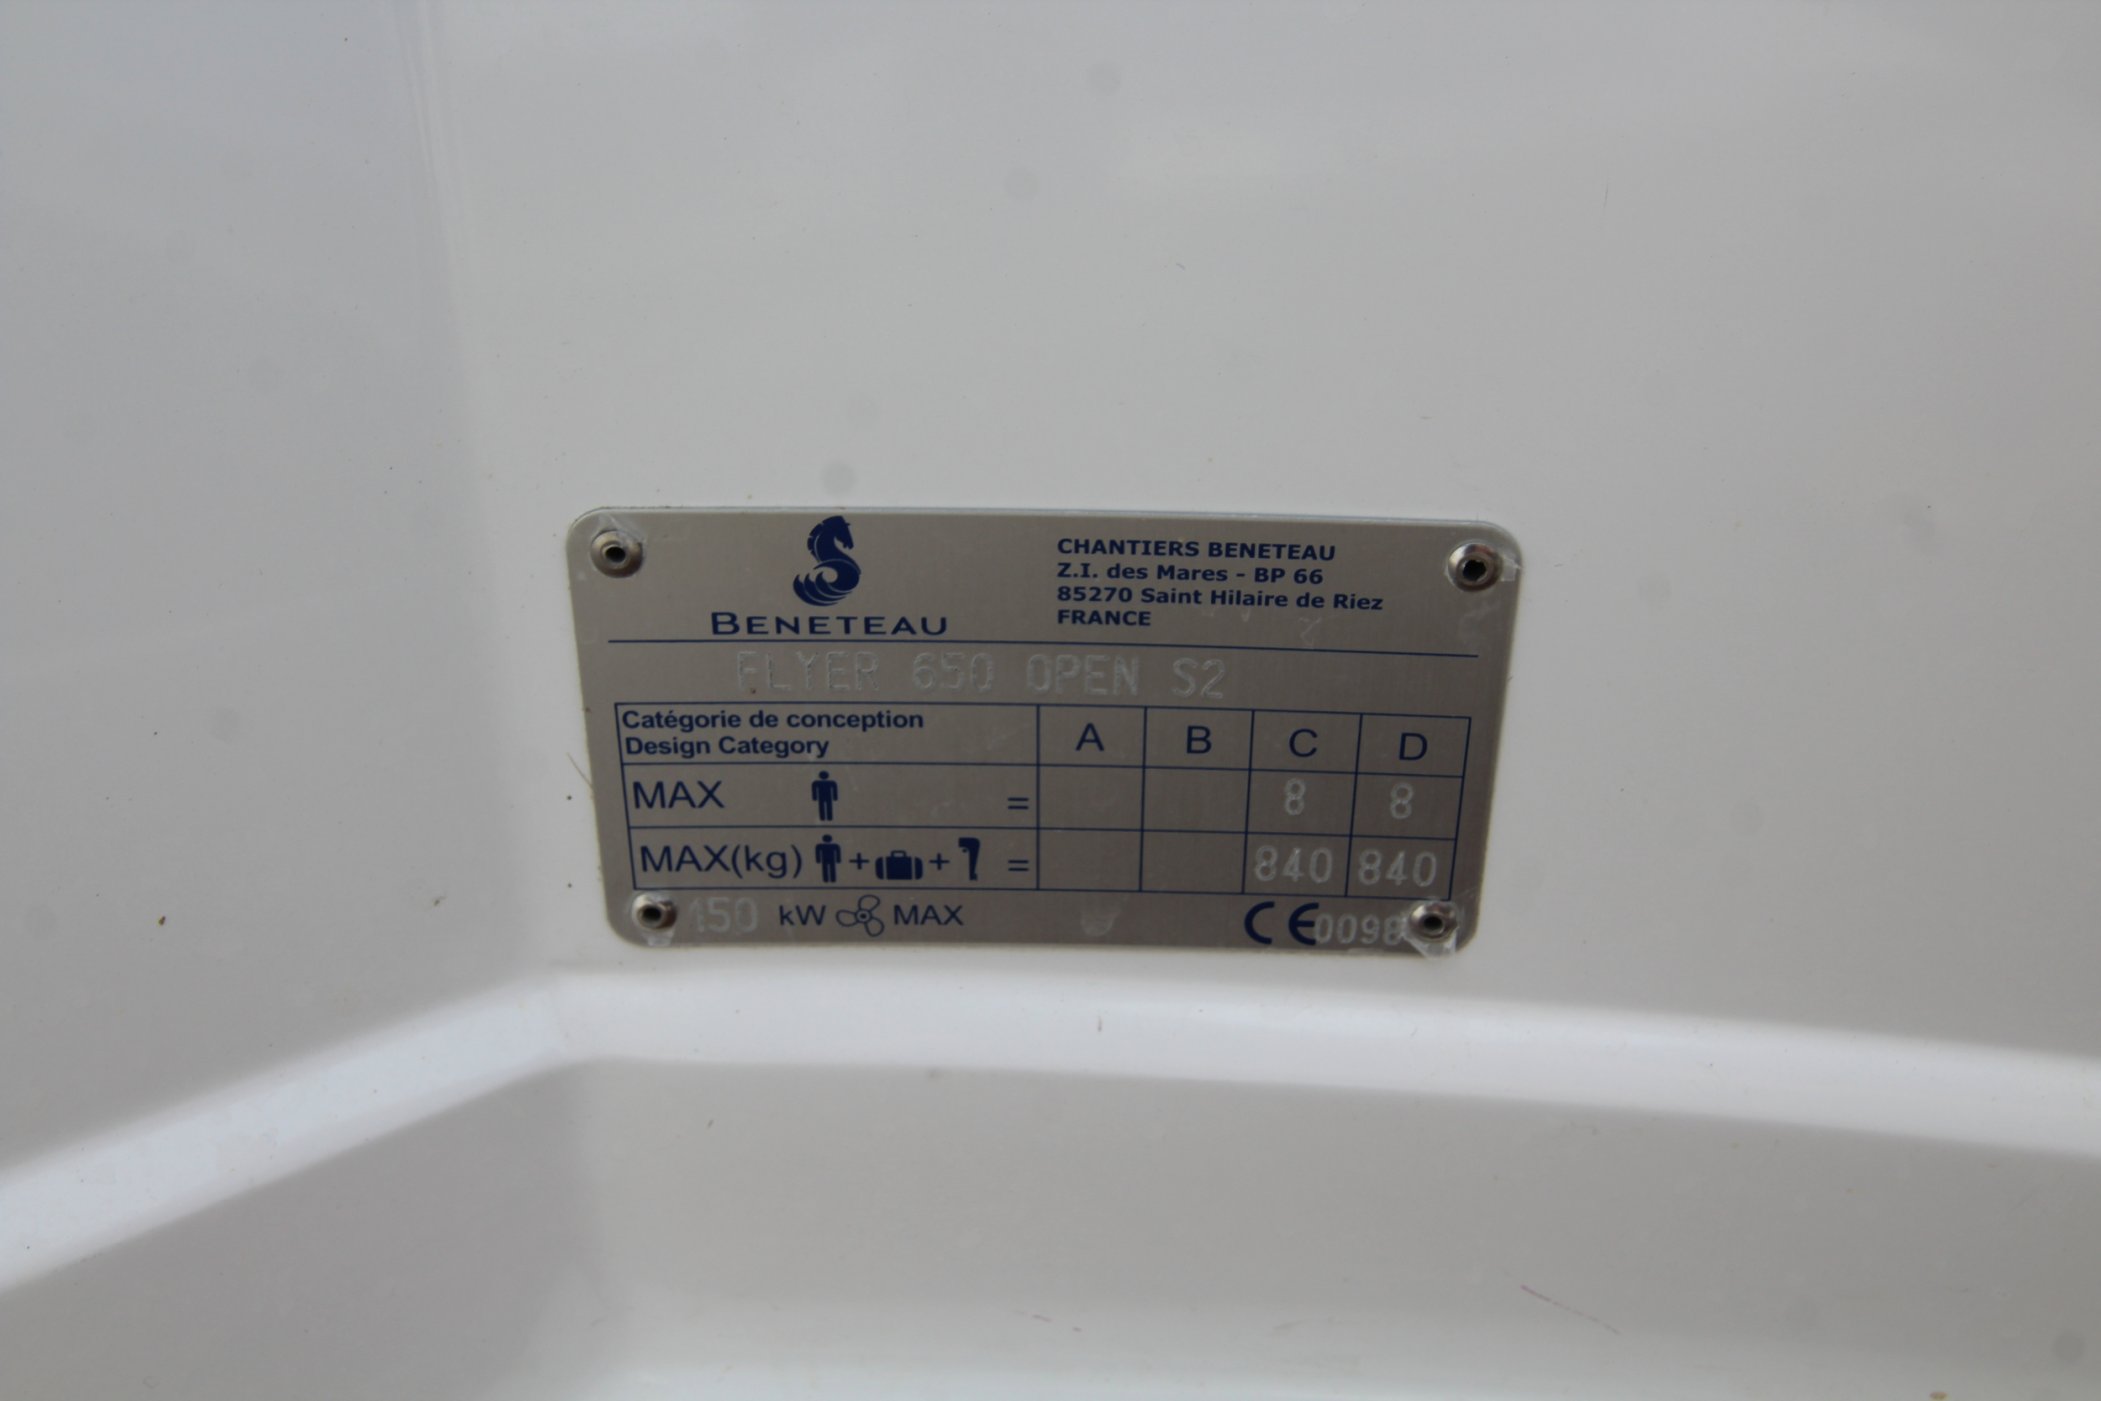 BENETEAU
CHANTIERS BENETEAU
Z.I. des Mares - BP 66
85270 Saint Hilaire de Riez
FRANCE
FLYER 650 OPEN S2
Catégorie de conception
Design Category
A B C D
MAX = 8 8
MAX(kg) + + = 840 840
150 kW MAX CE0098